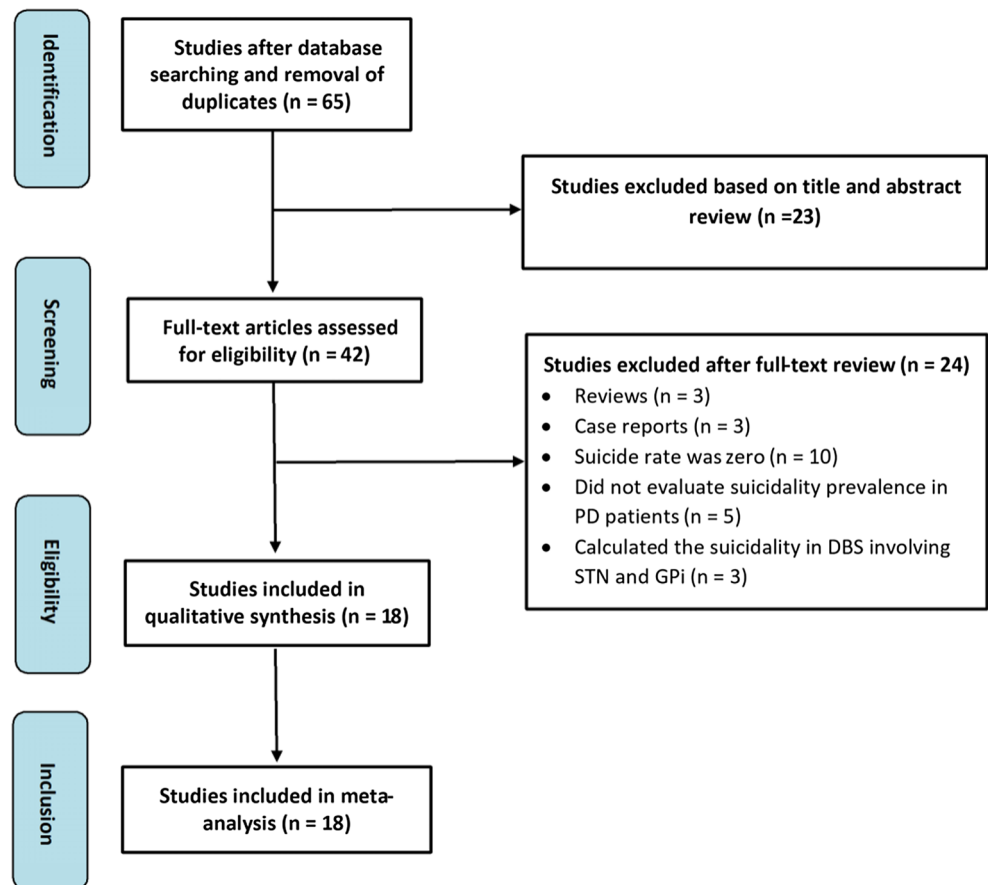 Identification
Studies after database
searching and removal of
duplicates (n = 65)
Studies excluded based on title and abstract
review (n =23)
Screening
Full-text articles assessed
for eligibility (n = 42)
Studies excluded after full-text review (n = 24)
• Reviews (n = 3)
• Case reports (n = 3)
• Suicide rate was zero (n = 10)
• Did not evaluate suicidality prevalence in
PD patients (n = 5)
• Calculated the suicidality in DBS involving
STN and GPi (n = 3)
Eligibility
Studies included in
qualitative synthesis (n = 18)
Inclusion
Studies included in meta-
analysis (n = 18)